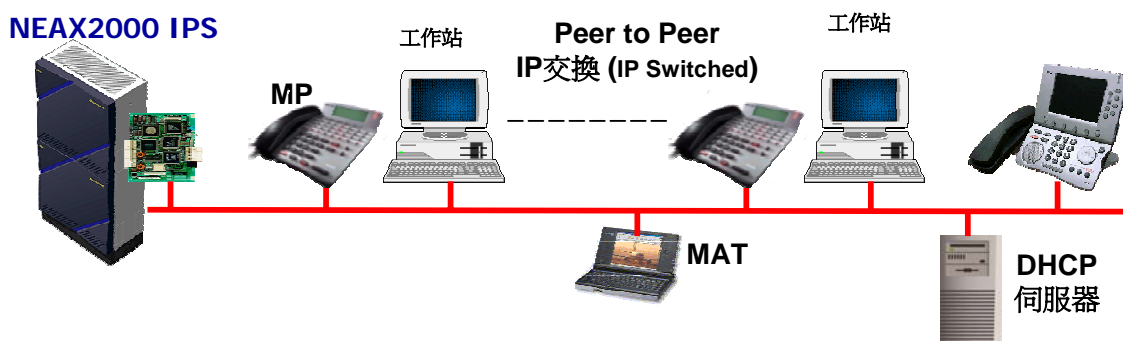 NEAX2000 IPS
MP
工作站
Peer to Peer
IP交換 (IP Switched)
工作站
MAT
DHCP
伺服器